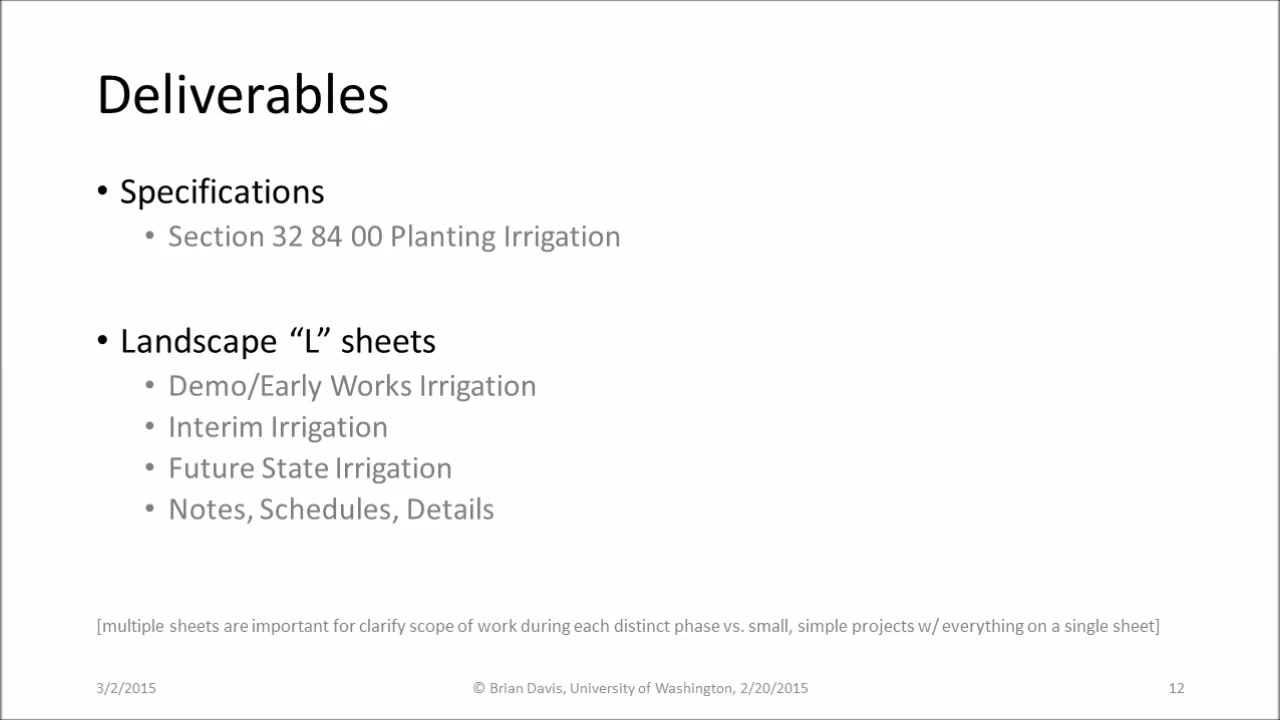 Deliverables
• Specifications
• Section 32 84 00 Planting Irrigation
• Landscape “L” sheets
• Demo/Early Works Irrigation
• Interim Irrigation
• Future State Irrigation
• Notes, Schedules, Details
[multiple sheets are important for clarify scope of work during each distinct phase vs. small, simple projects w/ everything on a single sheet]
3/2/2015 © Brian Davis, University of Washington, 2/20/2015 12